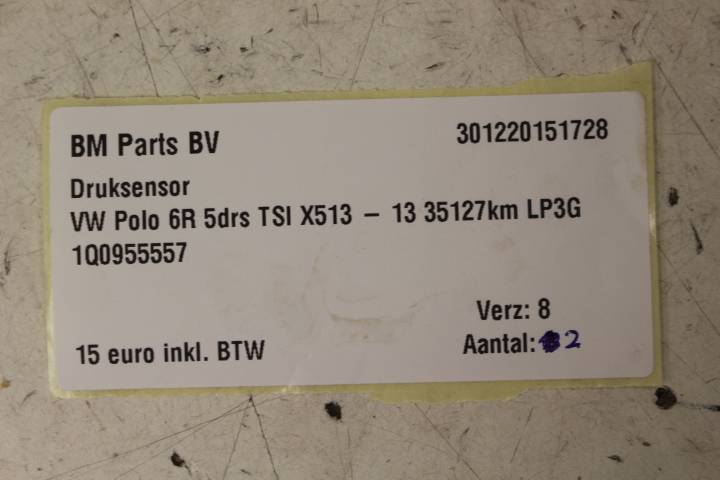 BM Parts BV 301220151728
Druksensor
VW Polo 6R 5drs TSI X513 – 13 35127km LP3G
1Q0955557
Verz: 8
15 euro inkl. BTW Aantal: 2